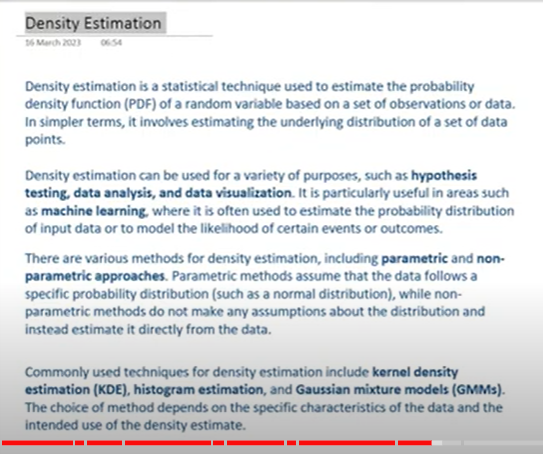 Density Estimation
16 March 2023 06:54
Density estimation is a statistical technique used to estimate the probability
density function (PDF) of a random variable based on a set of observations or data.
In simpler terms, it involves estimating the underlying distribution of a set of data
points.
Density estimation can be used for a variety of purposes, such as hypothesis
testing, data analysis, and data visualization. It is particularly useful in areas such
as machine learning, where it is often used to estimate the probability distribution
of input data or to model the likelihood of certain events or outcomes.
There are various methods for density estimation, including parametric and non-
parametric approaches. Parametric methods assume that the data follows a
specific probability distribution (such as a normal distribution), while non-
parametric methods do not make any assumptions about the distribution and
instead estimate it directly from the data.
Commonly used techniques for density estimation include kernel density
estimation (KDE), histogram estimation, and Gaussian mixture models (GMMs).
The choice of method depends on the specific characteristics of the data and the
intended use of the density estimate.